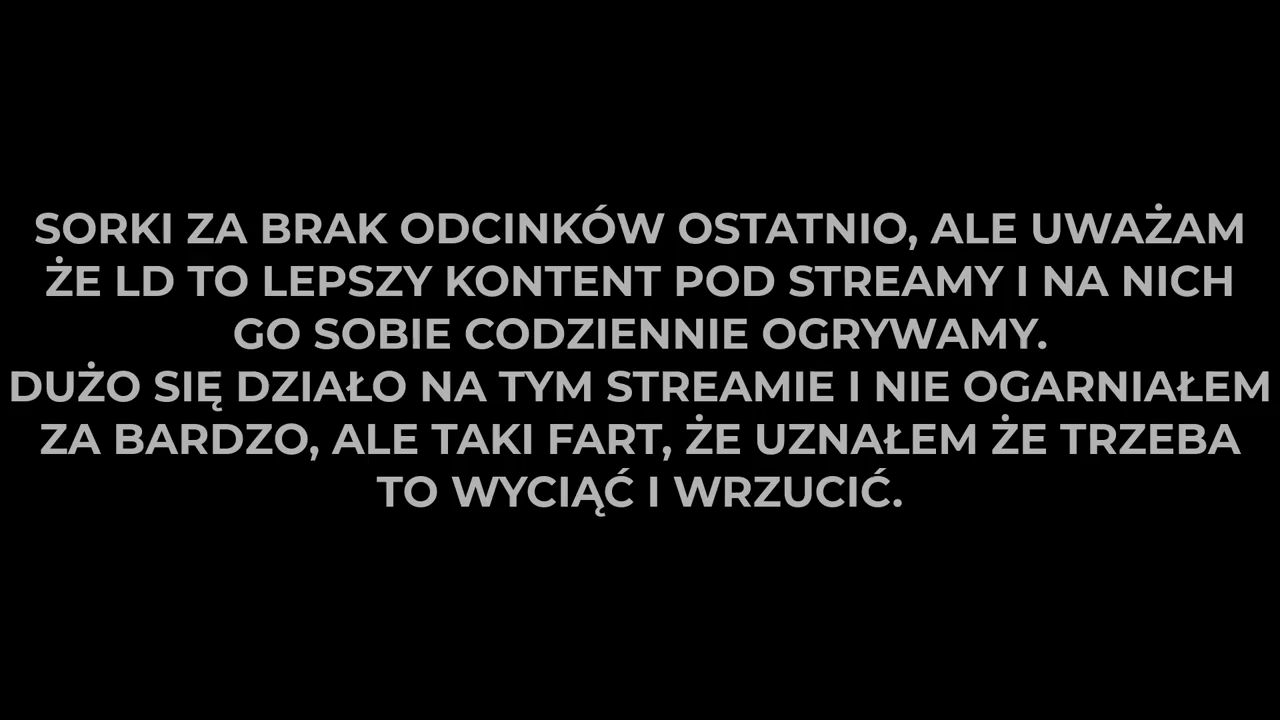 SORKI ZA BRAK ODCINKÓW OSTATNIO, ALE UWAŻAM
ŻE LD TO LEPSZY KONTENT POD STREAMY I NA NICH
GO SOBIE CODZIENNIE OGRYWAMY.
DUŻO SIĘ DZIAŁO NA TYM STREAMIE I NIE OGARNIAŁEM
ZA BARDZO, ALE TAKI FART, ŻE UZNAŁEM ŻE TRZEBA
TO WYCIĄĆ I WRZUCIĆ.